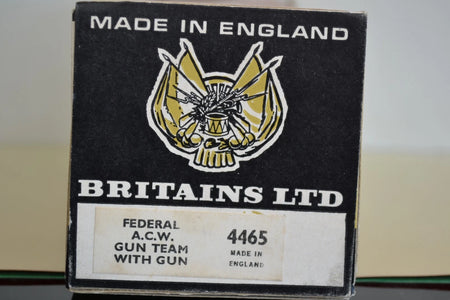 MADE IN ENGLAND
BRITAINS LTD
FEDERAL
A.C.W.
GUN TEAM
WITH GUN
4465
MADE IN
ENGLAND